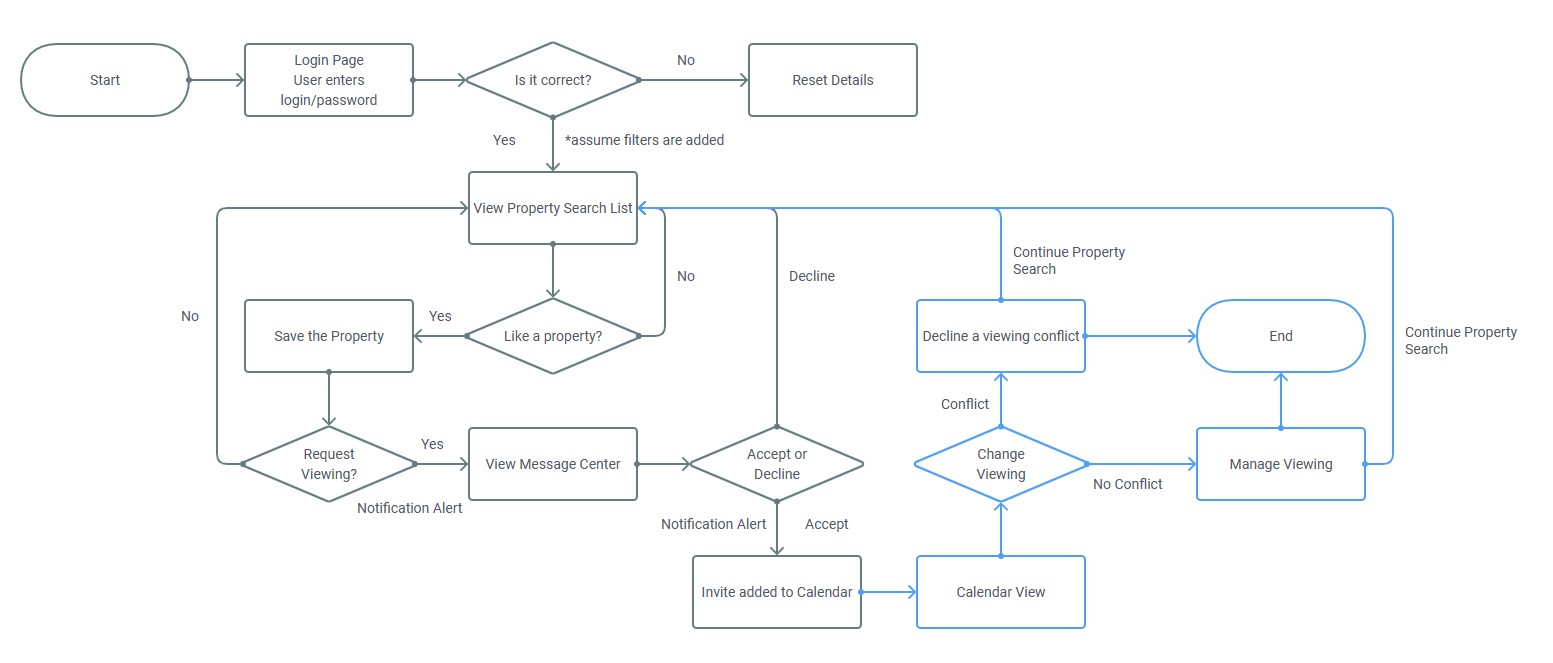 Start
Login Page
User enters
login/password
Is it correct?
No
Reset Details
Yes
*assume filters are added
View Property Search List
No
Decline
Continue Property
Search
No
Save the Property
Yes
Like a property?
Decline a viewing conflict
End
Continue Property
Search
Conflict
Request
Viewing?
Yes
Notification Alert
View Message Center
Accept or
Decline
Change
Viewing
No Conflict
Manage Viewing
Notification Alert
Accept
Invite added to Calendar
Calendar View